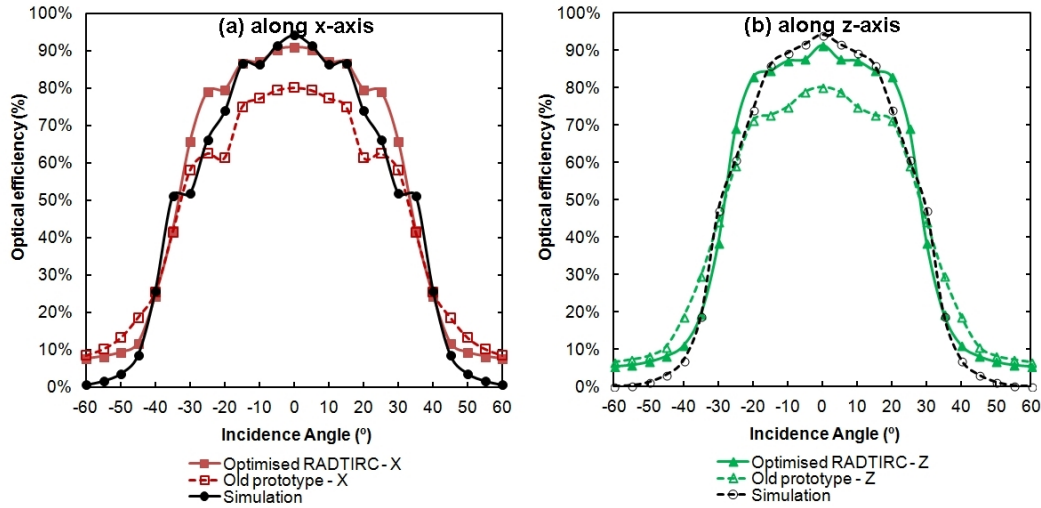 (a) along x-axis
100%
90%
80%
70%
60%
50%
40%
30%
20%
10%
0%
Optical efficiency (%)
-60 -50 -40 -30 -20 -10 0 10 20 30 40 50 60
Incidence Angle (º)
Optimised RADTIRC - X
Old prototype - X
Simulation
(b) along z-axis
100%
90%
80%
70%
60%
50%
40%
30%
20%
10%
0%
Optical efficiency (%)
-60 -50 -40 -30 -20 -10 0 10 20 30 40 50 60
Incidence Angle (º)
Optimised RADTIRC - Z
Old prototype - Z
Simulation